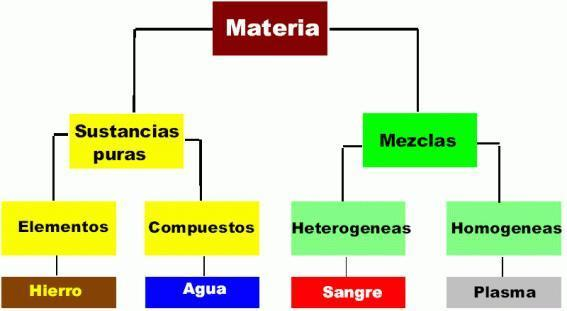 Materia
Sustancias
puras
Mezclas
Elementos
Compuestos
Heterogeneas
Homogeneas
Hierro
Agua
Sangre
Plasma